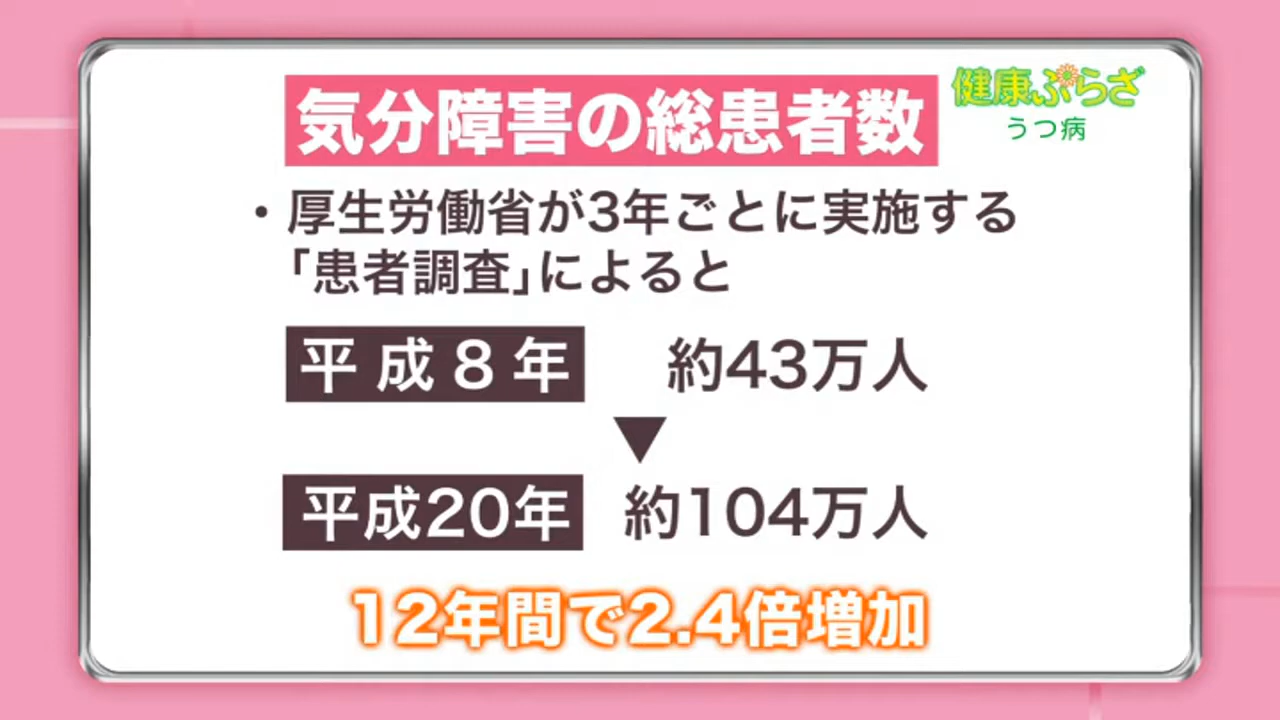 気分障害の総患者数
健康ぷらざ
うつ病
・厚生労働省が3年ごとに実施する
「患者調査」によると
平成8年 約43万人
▼
平成20年 約104万人
12年間で2.4倍増加